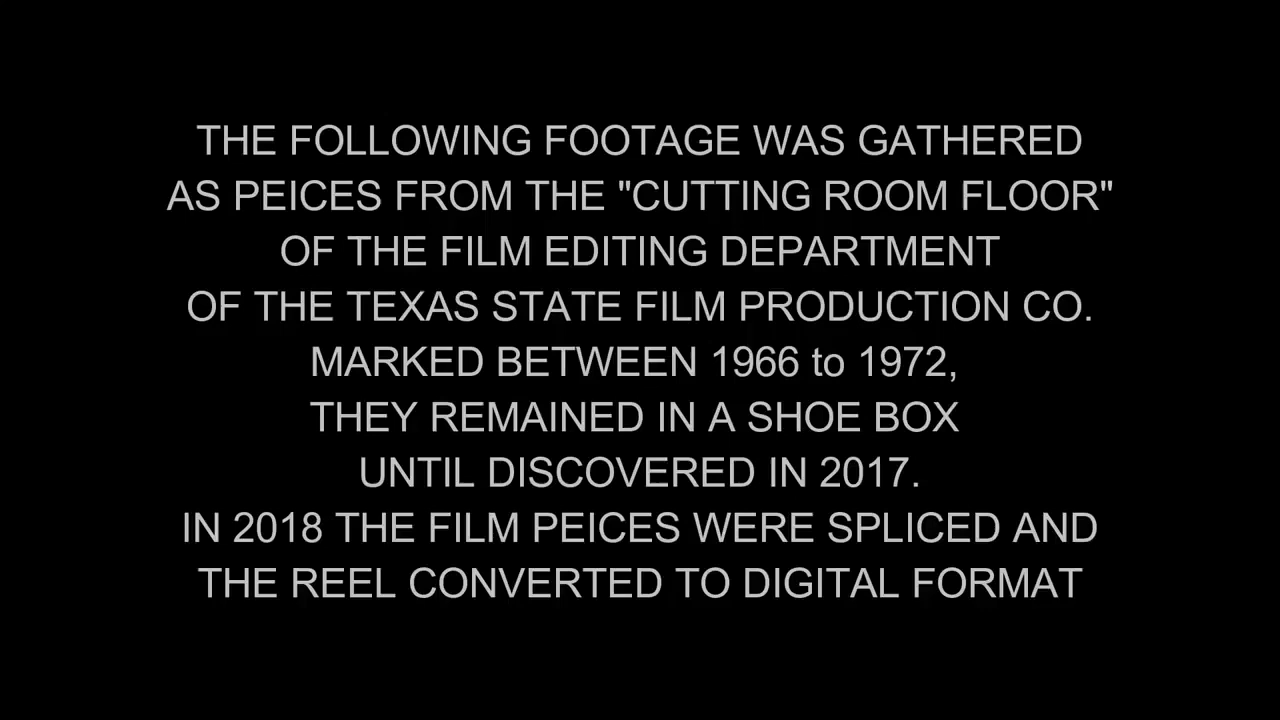 THE FOLLOWING FOOTAGE WAS GATHERED
AS PEICES FROM THE "CUTTING ROOM FLOOR"
OF THE FILM EDITING DEPARTMENT
OF THE TEXAS STATE FILM PRODUCTION CO.
MARKED BETWEEN 1966 to 1972,
THEY REMAINED IN A SHOE BOX
UNTIL DISCOVERED IN 2017.
IN 2018 THE FILM PEICES WERE SPLICED AND
THE REEL CONVERTED TO DIGITAL FORMAT